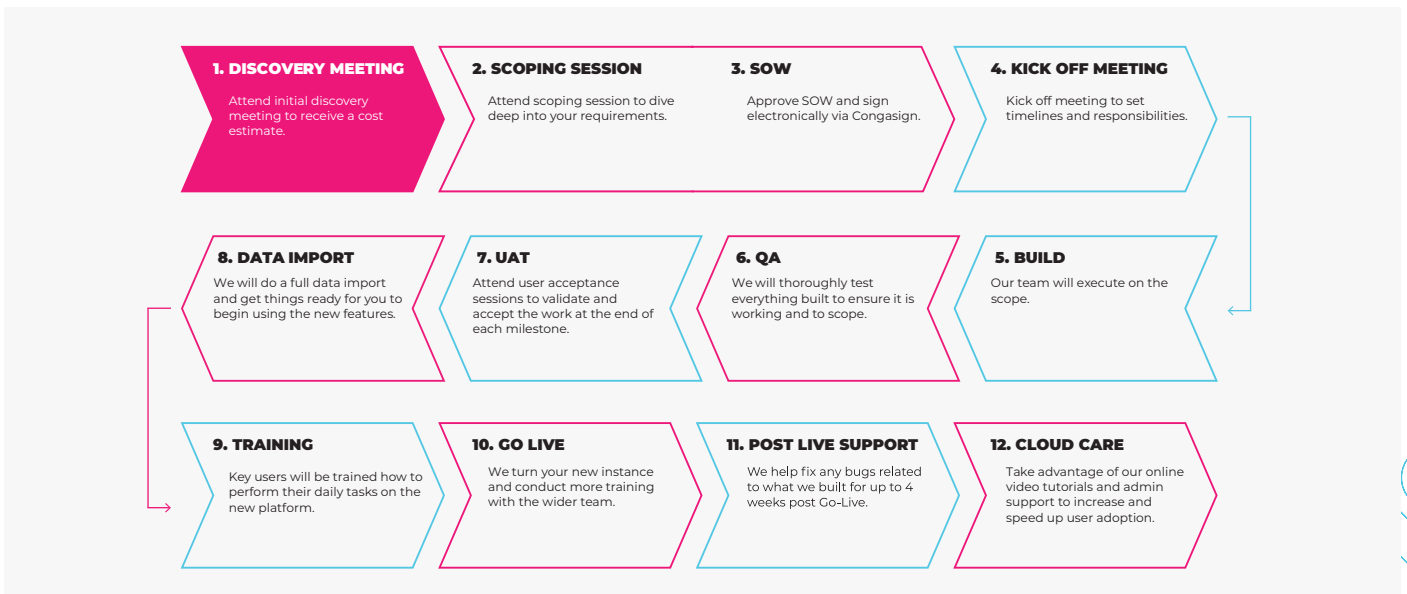 1. DISCOVERY MEETING
Attend initial discovery
meeting to receive a cost
estimate.
2. SCOPING SESSION
Attend scoping session to dive
deep into your requirements.
3. SOW
Approve SOW and sign
electronically via Congasign.
4. KICK OFF MEETING
Kick off meeting to set
timelines and responsibilities.
5. BUILD
Our team will execute on the
scope.
6. QA
We will thoroughly test
everything built to ensure it is
working and to scope.
7. UAT
Attend user acceptance
sessions to validate and
accept the work at the end of
each milestone.
8. DATA IMPORT
We will do a full data import
and get things ready for you to
begin using the new features.
9. TRAINING
Key users will be trained how to
perform their daily tasks on the
new platform.
10. GO LIVE
We turn your new instance
and conduct more training
with the wider team.
11. POST LIVE SUPPORT
We help fix any bugs related
to what we built for up to 4
weeks post Go-Live.
12. CLOUD CARE
Take advantage of our online
video tutorials and admin
support to increase and
speed up user adoption.